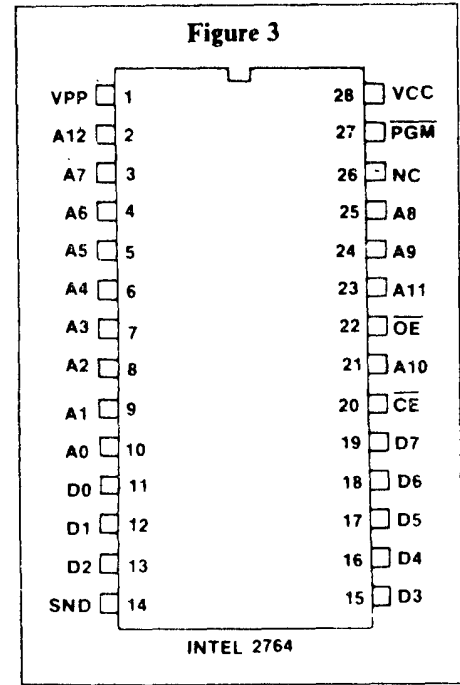 Figure 3
VPP 1 28 VCC
A12 2 27 PGM
A7 3 26 NC
A6 4 25 A8
A5 5 24 A9
A4 6 23 A11
A3 7 22 OE
A2 8 21 A10
A1 9 20 CE
A0 10 19 D7
D0 11 18 D6
D1 12 17 D5
D2 13 16 D4
SND 14 15 D3
INTEL 2764